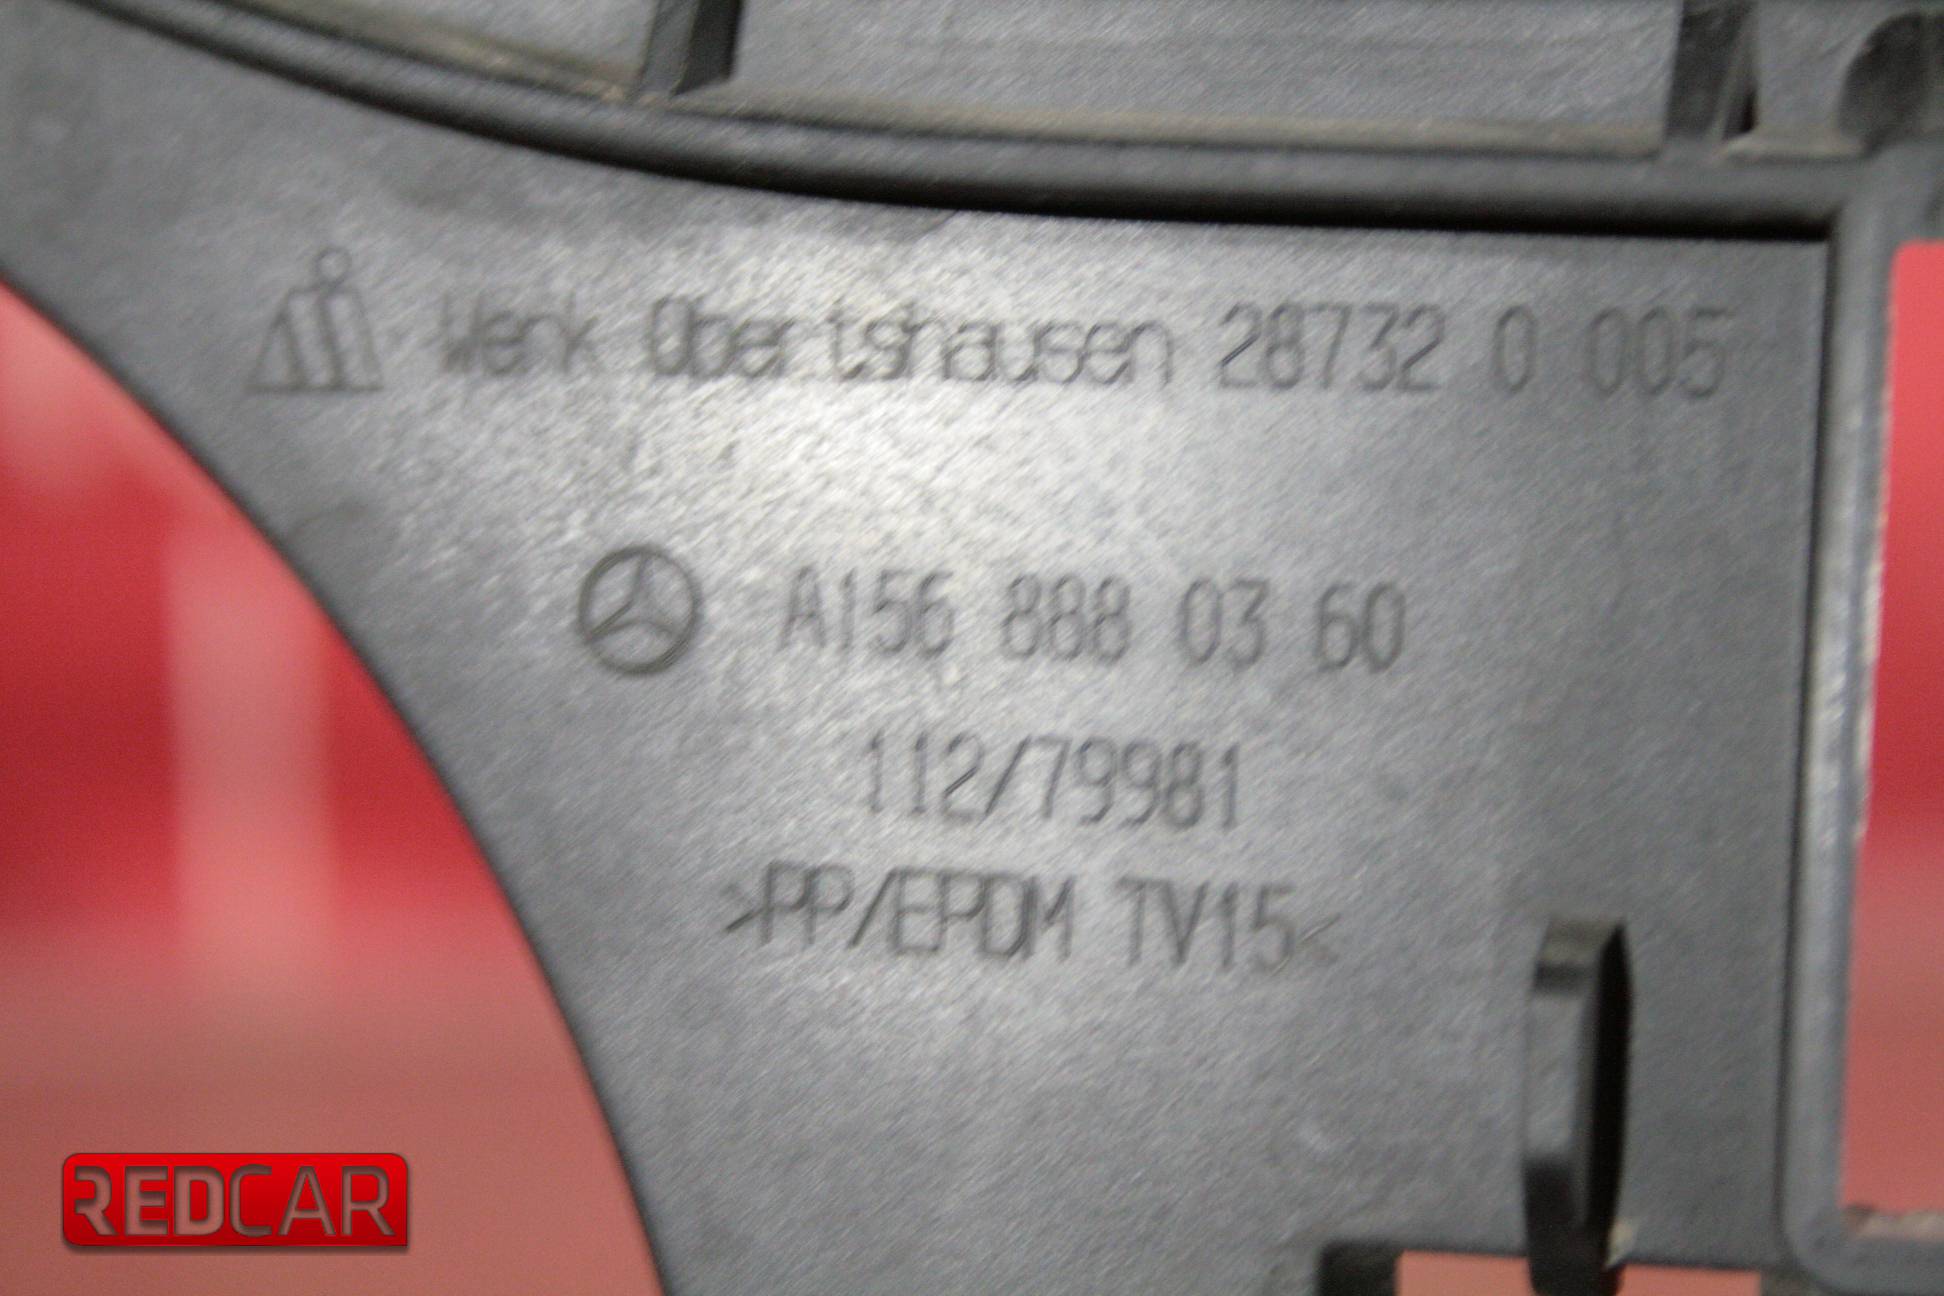 Werk Obertshausen 28732 0 005
A156 888 03 60
112/79981
>PP/EPDM TV15<
REDCAR